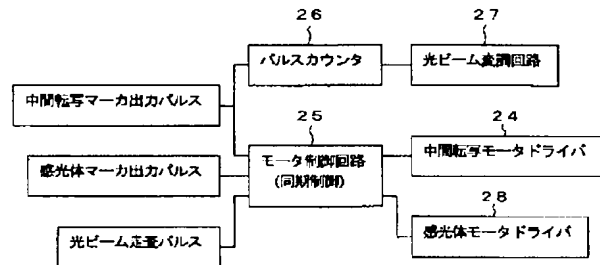 26
27
パルスカウンタ
光ビーム変調回路
中間転写マーカ出力パルス
25
24
感光体マーカ出力パルス
モータ制御回路
(同期制御)
中間転写モータドライバ
28
光ビーム走査パルス
感光体モータドライバ